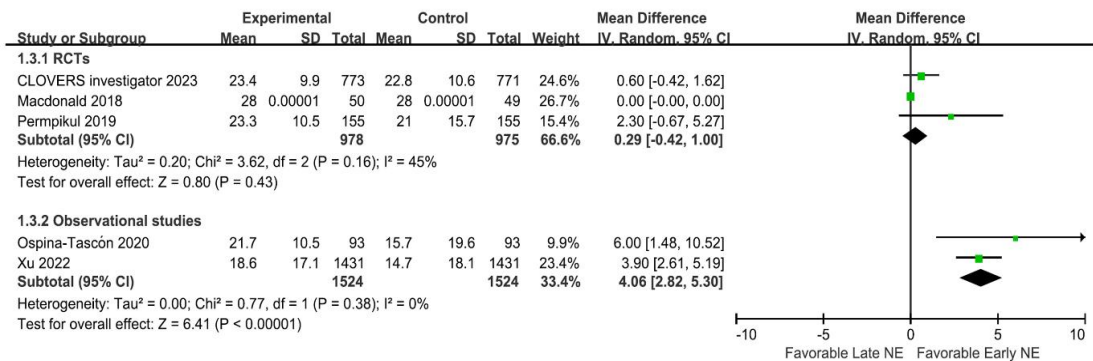 Experimental Control Mean Difference Mean Difference
Study or Subgroup Mean SD Total Mean SD Total Weight IV, Random, 95% CI IV, Random, 95% CI
1.3.1 RCTs
CLOVERS investigator 2023 23.4 9.9 773 22.8 10.6 771 24.6% 0.60 [-0.42, 1.62]
Macdonald 2018 28 0.00001 50 28 0.00001 49 26.7% 0.00 [-0.00, 0.00]
Permpikul 2019 23.3 10.5 155 21 15.7 155 15.4% 2.30 [-0.67, 5.27]
Subtotal (95% CI) 978 975 66.6% 0.29 [-0.42, 1.00]
Heterogeneity: Tau² = 0.20; Chi² = 3.62, df = 2 (P = 0.16); I² = 45%
Test for overall effect: Z = 0.80 (P = 0.43)
1.3.2 Observational studies
Ospina-Tascón 2020 21.7 10.5 93 15.7 19.6 93 9.9% 6.00 [1.48, 10.52]
Xu 2022 18.6 17.1 1431 14.7 18.1 1431 23.4% 3.90 [2.61, 5.19]
Subtotal (95% CI) 1524 1524 33.4% 4.06 [2.82, 5.30]
Heterogeneity: Tau² = 0.00; Chi² = 0.77, df = 1 (P = 0.38); I² = 0%
Test for overall effect: Z = 6.41 (P < 0.00001)
-10 -5 0 5 10
Favorable Late NE Favorable Early NE